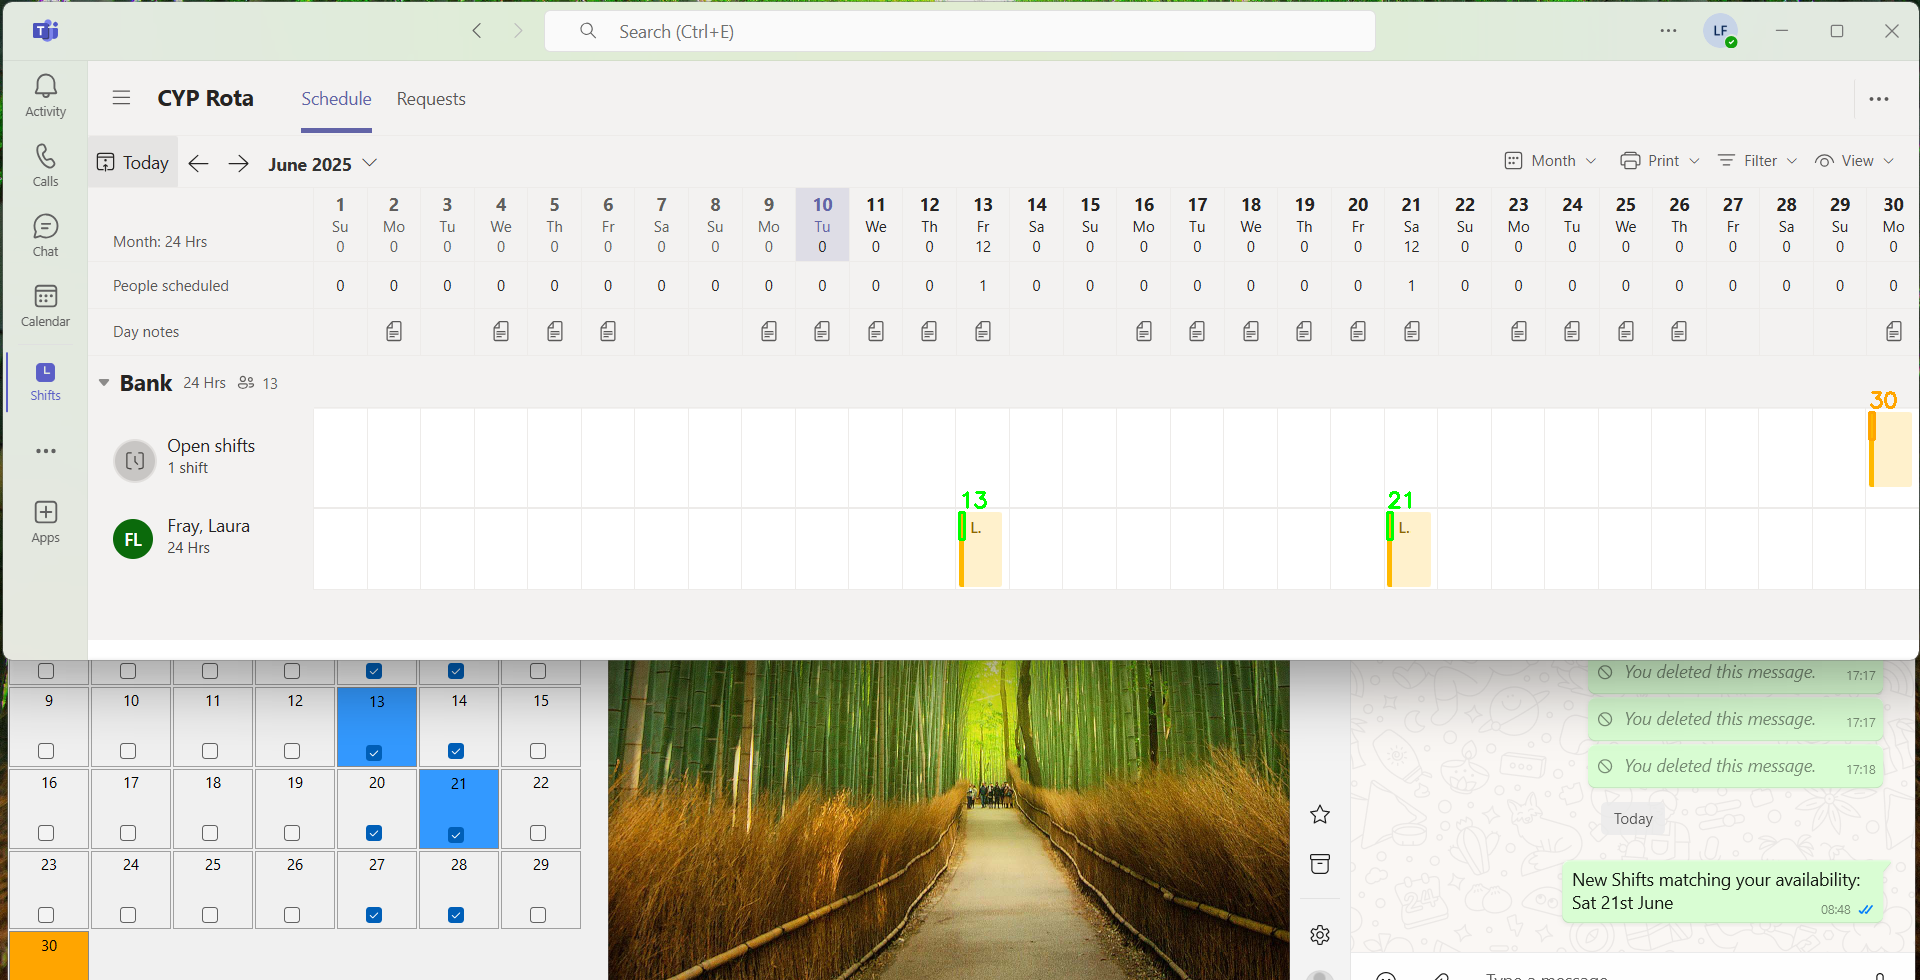 Search (Ctrl+E)
LF
Activity
Calls
Chat
Calendar
Shifts
Apps
CYP Rota
Schedule
Requests
Today
June 2025
Month
Print
Filter
View
1 2 3 4 5 6 7 8 9 10 11 12 13 14 15 16 17 18 19 20 21 22 23 24 25 26 27 28 29 30
Su Mo Tu We Th Fr Sa Su Mo Tu We Th Fr Sa Su Mo Tu We Th Fr Sa Su Mo Tu We Th Fr Sa Su Mo
Month: 24 Hrs 0 0 0 0 0 0 0 0 0 0 0 0 12 0 0 0 0 0 0 0 12 0 0 0 0 0 0 0 0 0
People scheduled 0 0 0 0 0 0 0 0 0 0 0 0 1 0 0 0 0 0 0 0 1 0 0 0 0 0 0 0 0 0
Day notes
Bank 24 Hrs 13
30
Open shifts
1 shift
13 21
FL
Fray, Laura
24 Hrs
L. L.
9 10 11 12 13 14 15
16 17 18 19 20 21 22
23 24 25 26 27 28 29
30
You deleted this message. 17:17
You deleted this message. 17:17
You deleted this message. 17:18
Today
New Shifts matching your availability:
Sat 21st June
08:48
Type a message